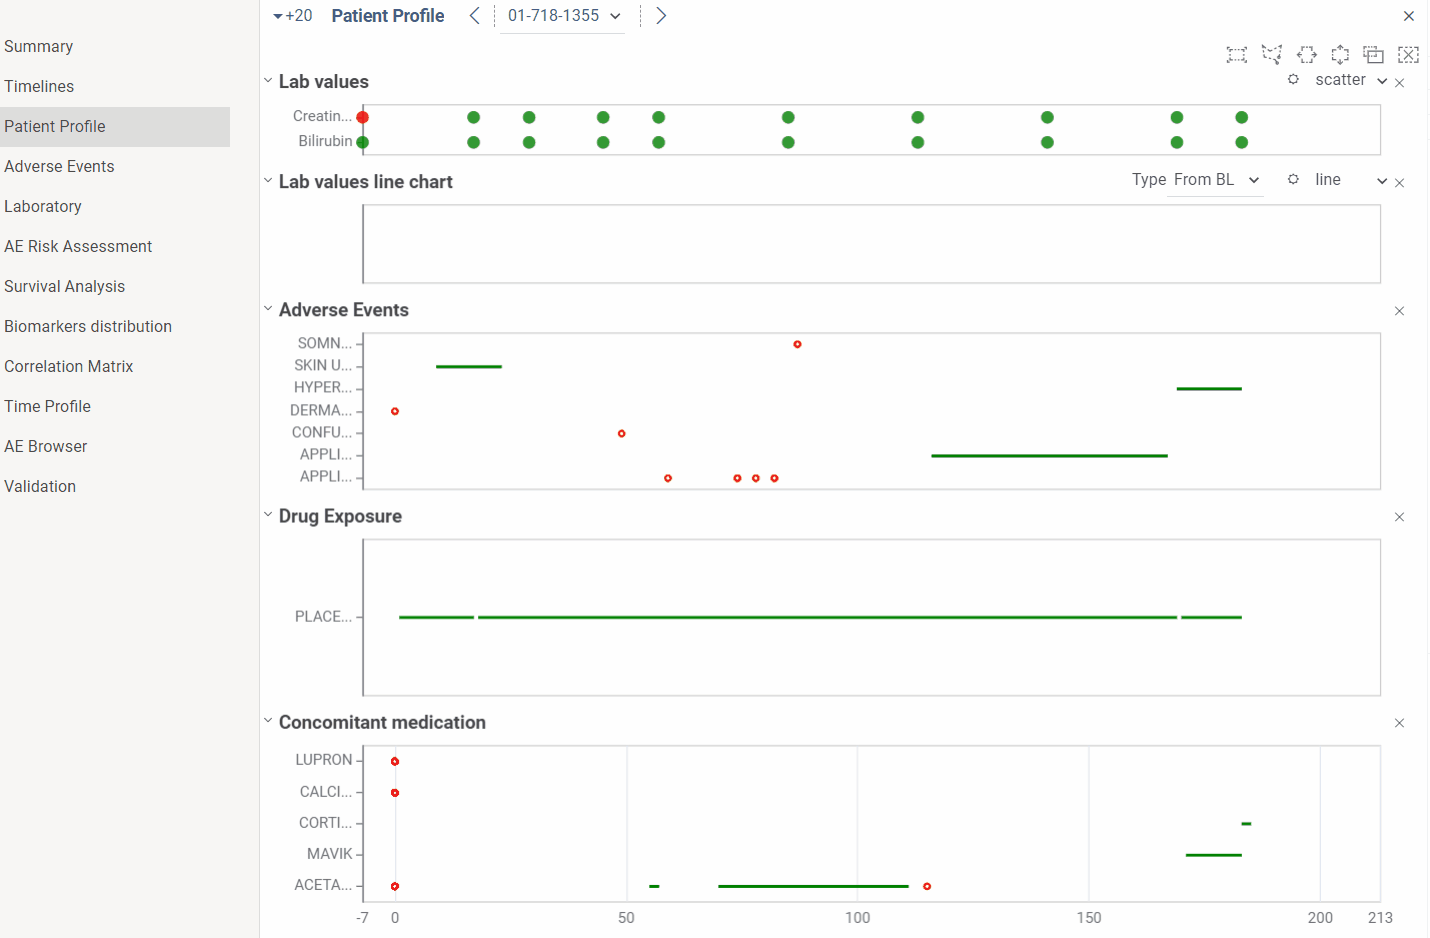 +20 Patient Profile 01-718-1355
Summary
Timelines
Patient Profile
Adverse Events
Laboratory
AE Risk Assessment
Survival Analysis
Biomarkers distribution
Correlation Matrix
Time Profile
AE Browser
Validation
Lab values scatter
Creatin...
Bilirubin
Lab values line chart Type From BL line
Adverse Events
SOMN...
SKIN U...
HYPER...
DERMA...
CONFU...
APPLI...
APPLI...
Drug Exposure
PLACE...
Concomitant medication
LUPRON
CALCI...
CORTI...
MAVIK
ACETA...
-7 0 50 100 150 200 213